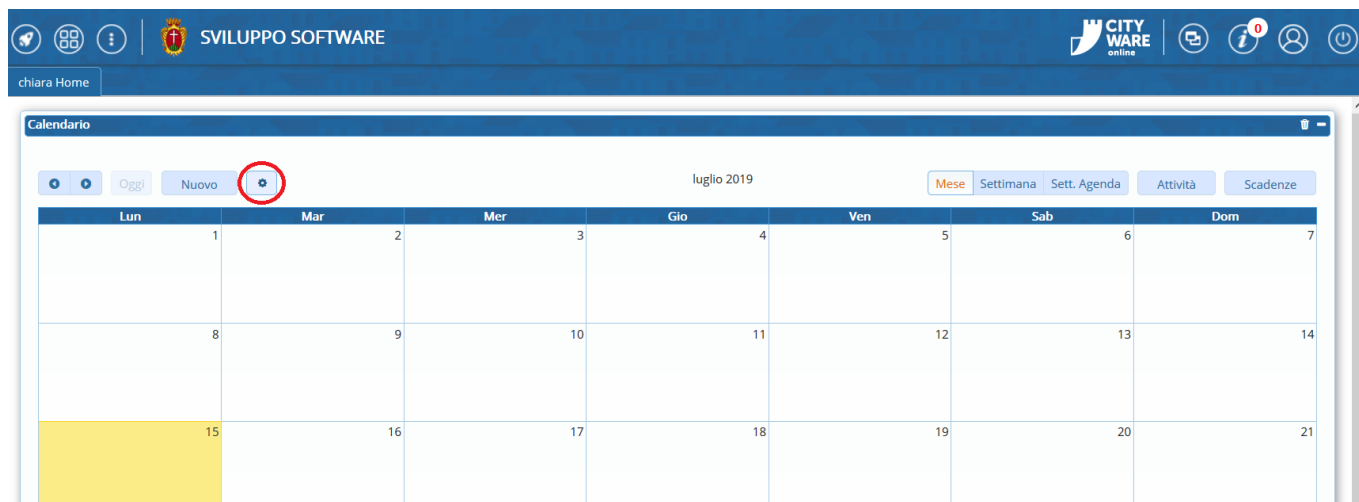 SVILUPPO SOFTWARE
CITY
WARE
online
0
chiara Home
Calendario
Oggi Nuovo luglio 2019 Mese Settimana Sett. Agenda Attività Scadenze
Lun Mar Mer Gio Ven Sab Dom
1 2 3 4 5 6 7
8 9 10 11 12 13 14
15 16 17 18 19 20 21